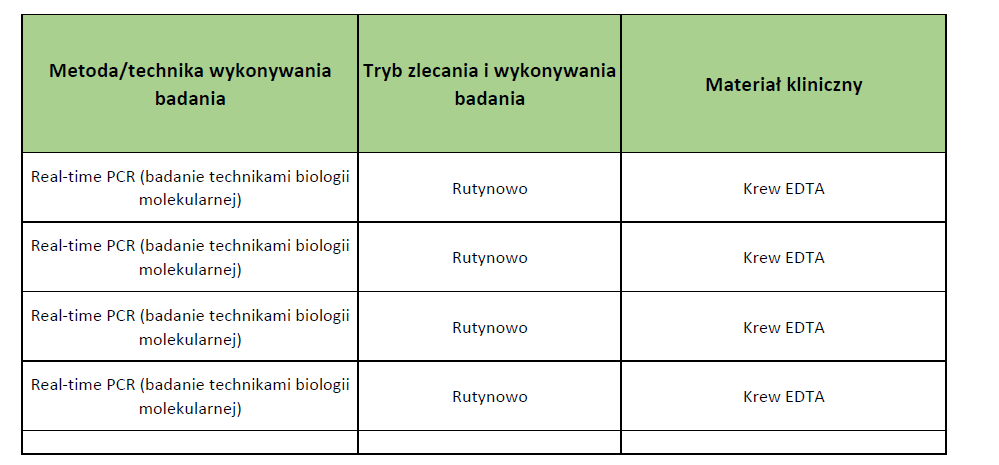 Metoda/technika wykonywania
badania
Tryb zlecania i wykonywania
badania
Materiał kliniczny
Real-time PCR (badanie technikami biologii
molekularnej)
Rutynowo
Krew EDTA
Real-time PCR (badanie technikami biologii
molekularnej)
Rutynowo
Krew EDTA
Real-time PCR (badanie technikami biologii
molekularnej)
Rutynowo
Krew EDTA
Real-time PCR (badanie technikami biologii
molekularnej)
Rutynowo
Krew EDTA